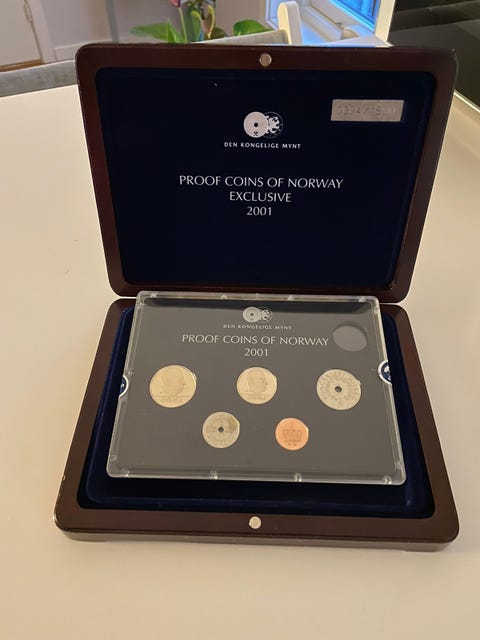 DEN KONGELIGE MYNT
PROOF COINS OF NORWAY
EXCLUSIVE
2001
DEN KONGELIGE MYNT
PROOF COINS OF NORWAY
2001